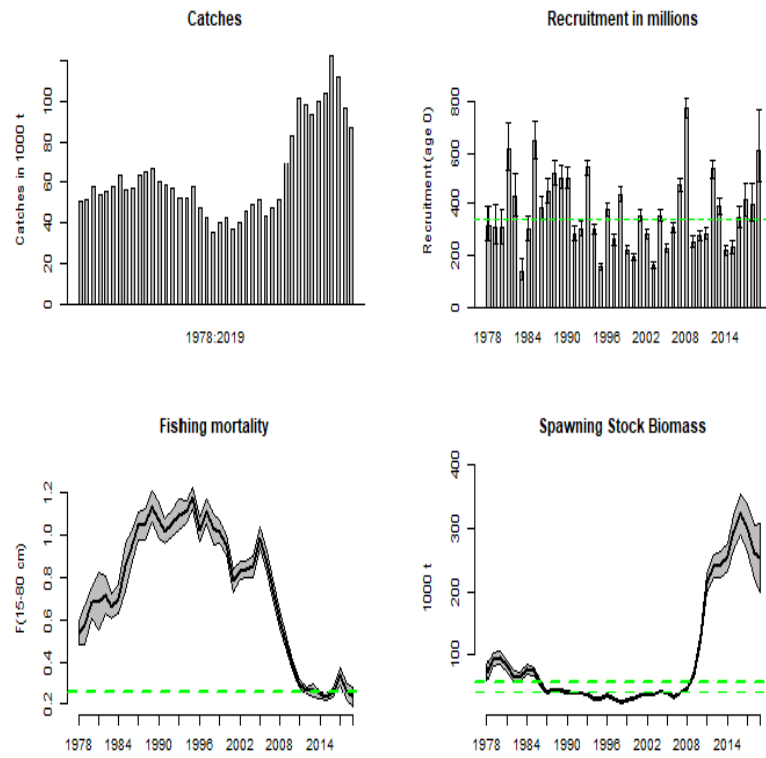 Catches
Catches in 1000 t
0 20 40 60 80 100
1978:2019
Recruitment in millions
Recruitment(age 0)
0 200 400 600 800
1978 1984 1990 1996 2002 2008 2014
Fishing mortality
F(15-80 cm)
0.2 0.4 0.6 0.8 1.0 1.2
1978 1984 1990 1996 2002 2008 2014
Spawning Stock Biomass
1000 t
100 200 300 400
1978 1984 1990 1996 2002 2008 2014